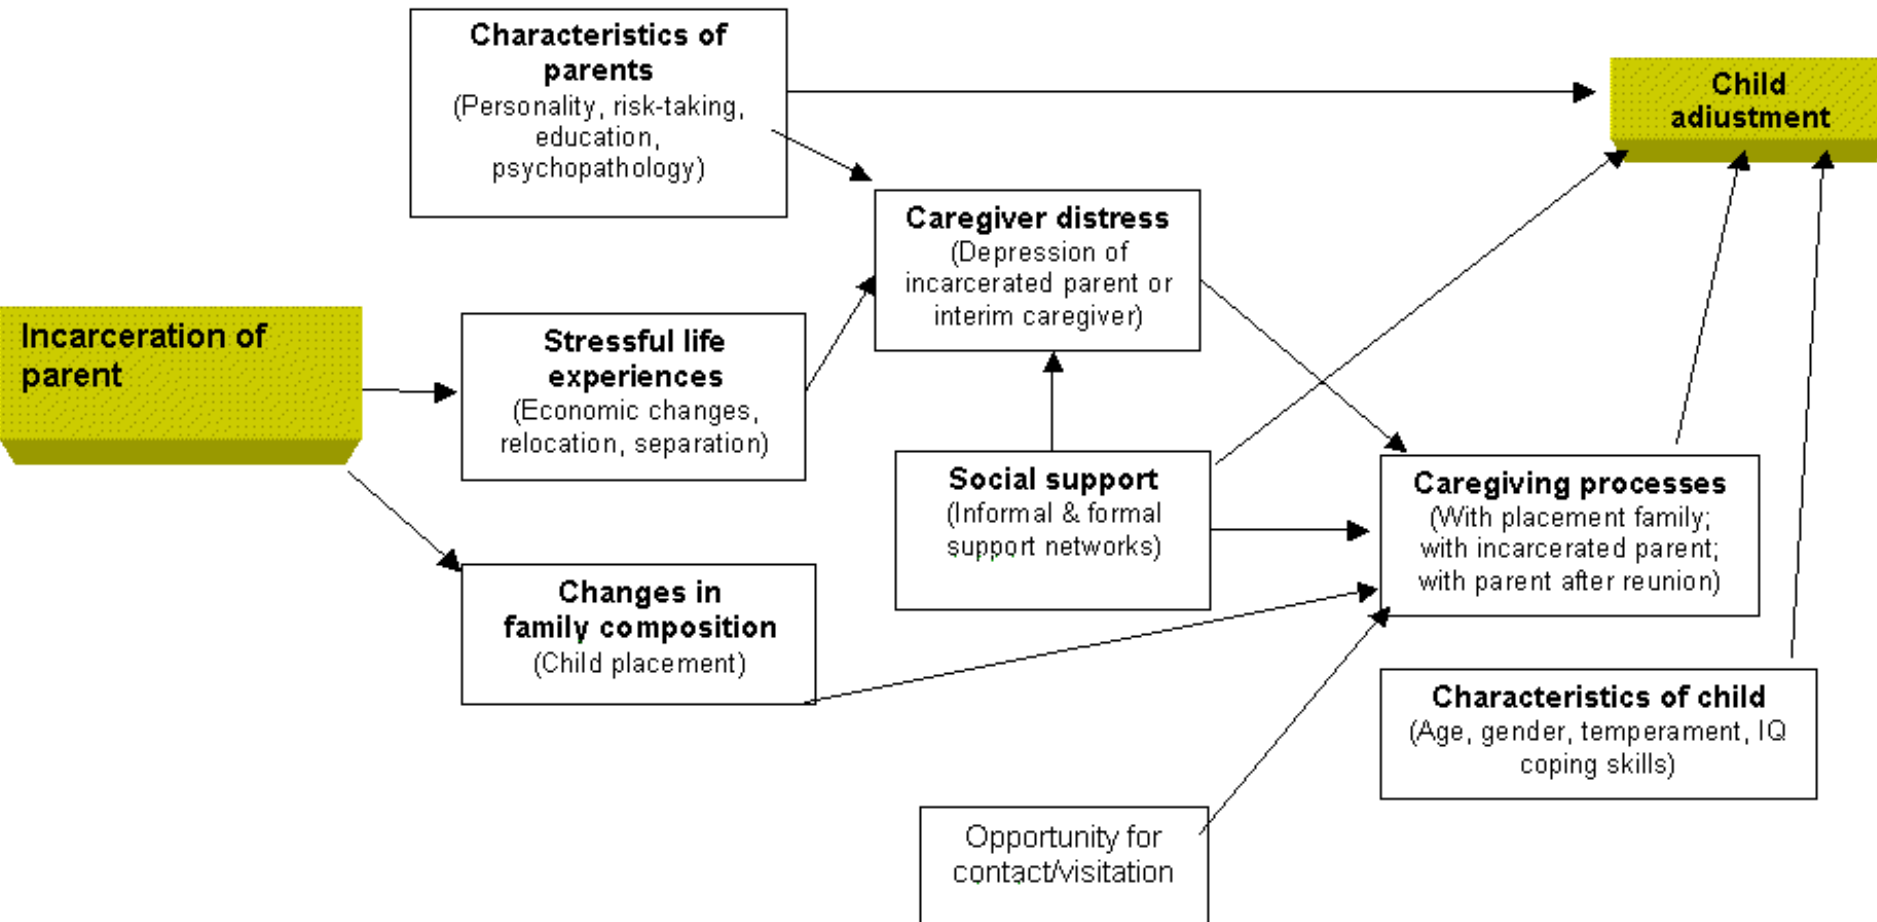 Characteristics of
parents
(Personality, risk-taking,
education,
psychopathology)
Child
adiustment
Caregiver distress
(Depression of
incarcerated parent or
interim caregiver)
Incarceration of
parent
Stressful life
experiences
(Economic changes,
relocation, separation)
Social support
(Informal & formal
support networks)
Caregiving processes
(With placement family;
with incarcerated parent;
with parent after reunion)
Changes in
family composition
(Child placement)
Characteristics of child
(Age, gender, temperament, IQ
coping skills)
Opportunity for
contact/visitation